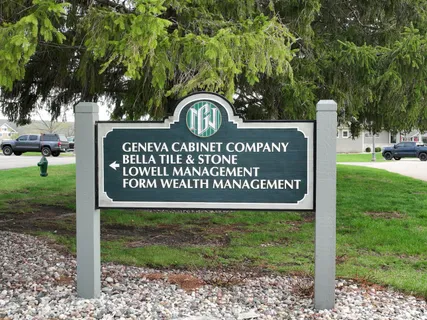 GENEVA CABINET COMPANY
BELLA TILE & STONE
LOWELL MANAGEMENT
FORM WEALTH MANAGEMENT